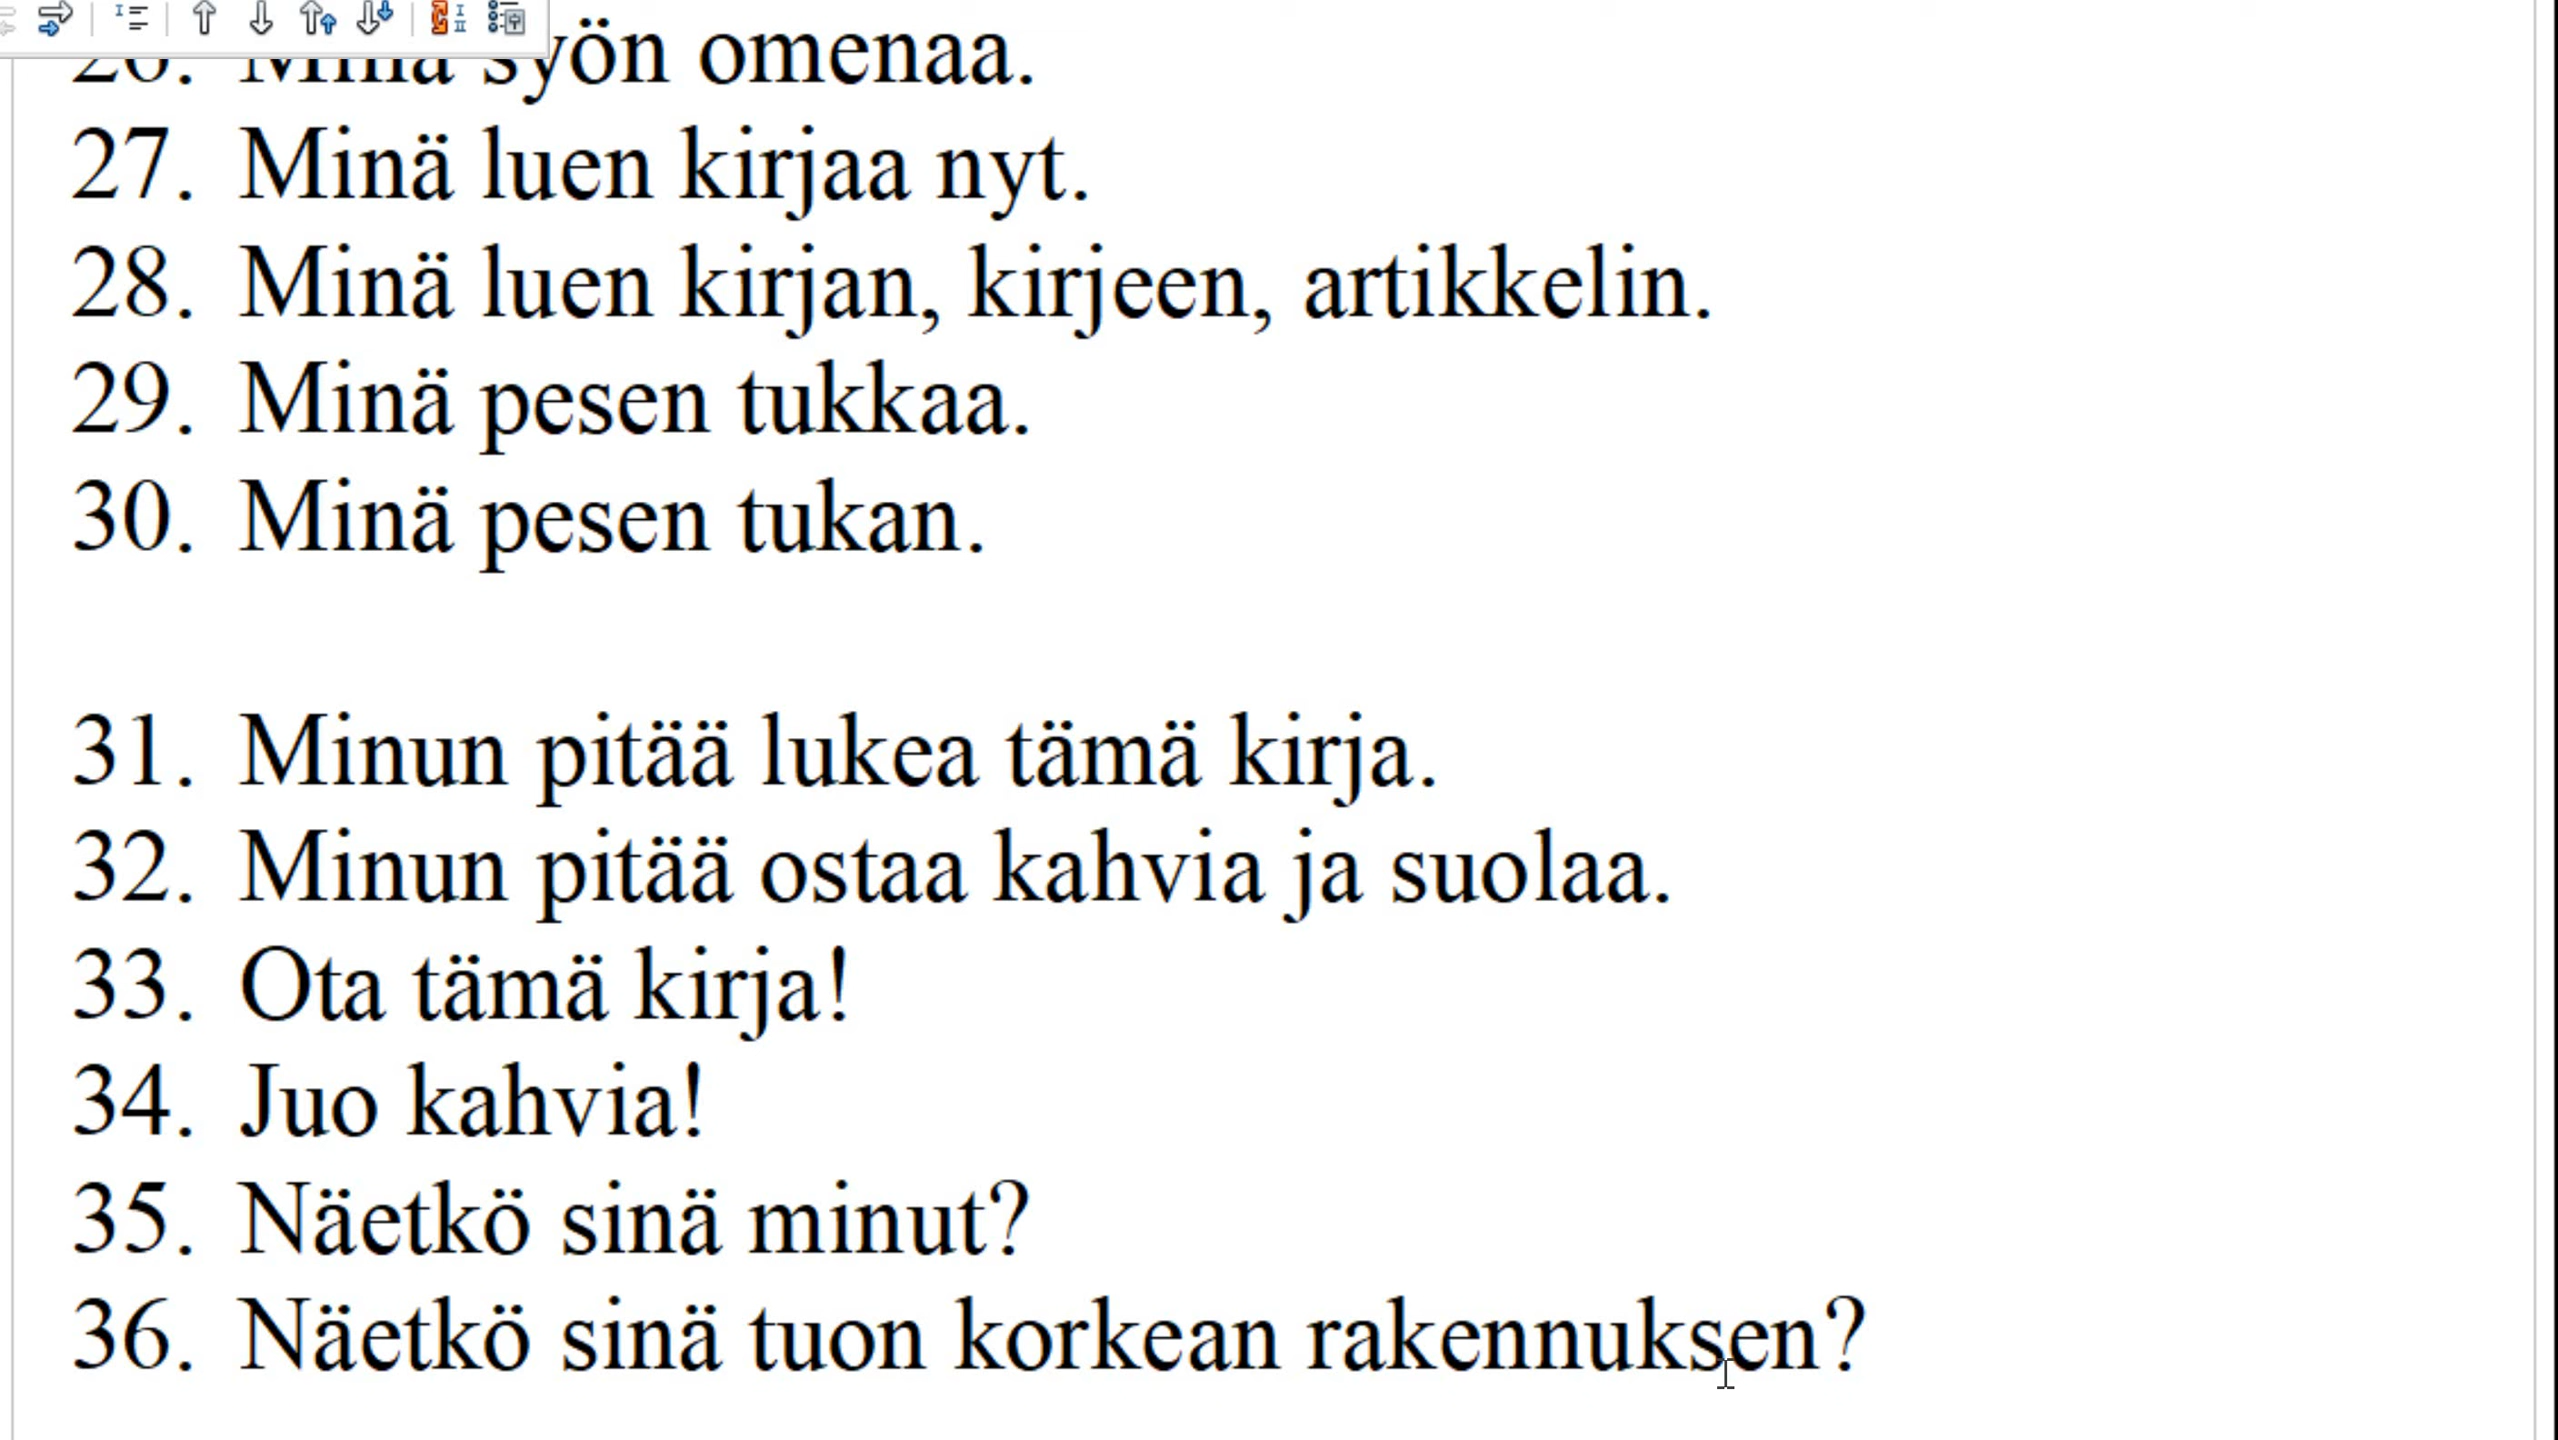 26. Minä syön omenaa.
27. Minä luen kirjaa nyt.
28. Minä luen kirjan, kirjeen, artikkelin.
29. Minä pesen tukkaa.
30. Minä pesen tukan.
31. Minun pitää lukea tämä kirja.
32. Minun pitää ostaa kahvia ja suolaa.
33. Ota tämä kirja!
34. Juo kahvia!
35. Näetkö sinä minut?
36. Näetkö sinä tuon korkean rakennuksen?